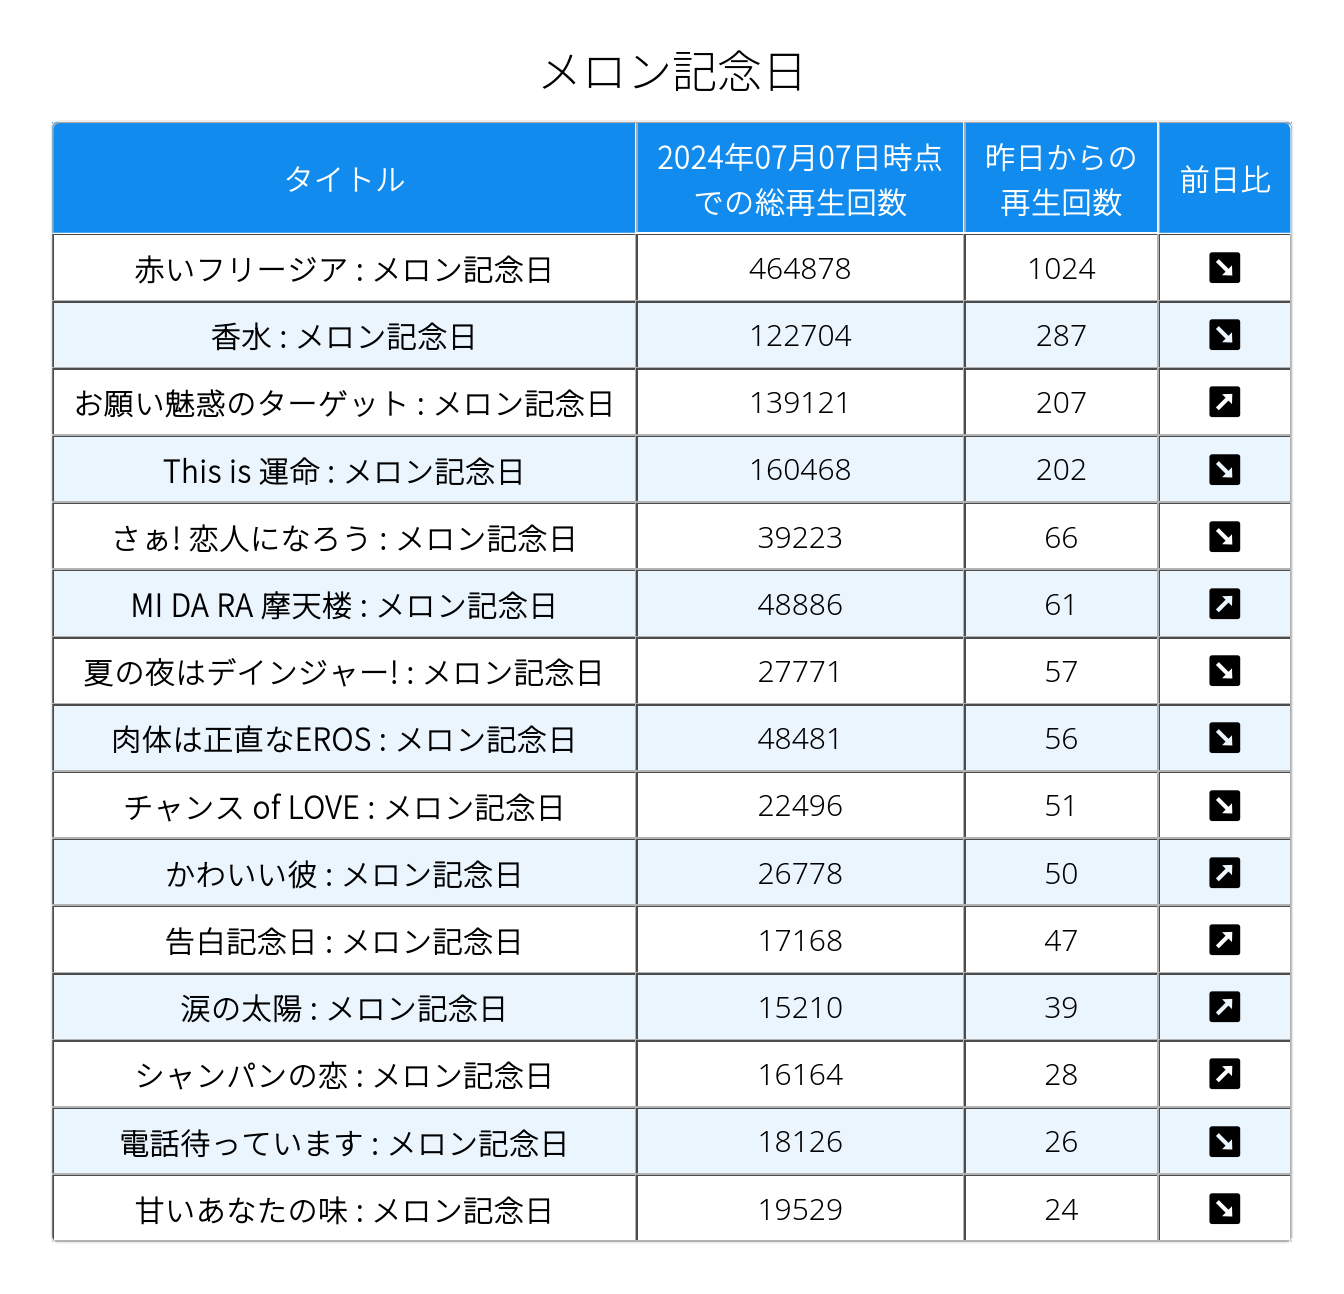 メロン記念日
タイトル
2024年07月07日時点
での総再生回数
昨日からの
再生回数
前日比
赤いフリージア : メロン記念日 464878 1024 ↘
香水 : メロン記念日 122704 287 ↘
お願い魅惑のターゲット : メロン記念日 139121 207 ↗
This is 運命 : メロン記念日 160468 202 ↘
さぁ! 恋人になろう : メロン記念日 39223 66 ↘
MI DA RA 摩天楼 : メロン記念日 48886 61 ↗
夏の夜はデインジャー! : メロン記念日 27771 57 ↘
肉体は正直なEROS : メロン記念日 48481 56 ↘
チャンス of LOVE : メロン記念日 22496 51 ↘
かわいい彼 : メロン記念日 26778 50 ↗
告白記念日 : メロン記念日 17168 47 ↗
涙の太陽 : メロン記念日 15210 39 ↗
シャンパンの恋 : メロン記念日 16164 28 ↗
電話待っています : メロン記念日 18126 26 ↘
甘いあなたの味 : メロン記念日 19529 24 ↘